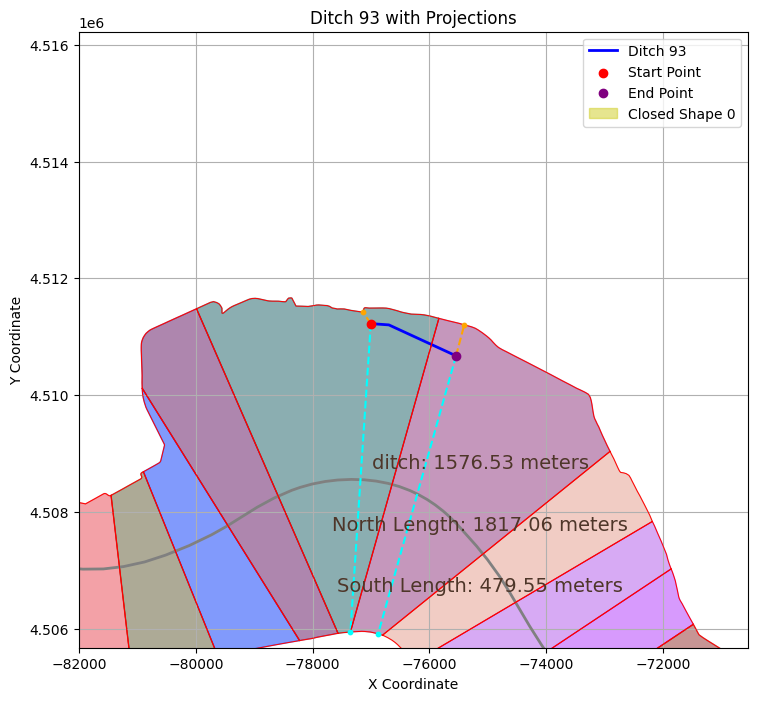 Ditch 93 with Projections
1e6
Ditch 93
Start Point
End Point
Closed Shape 0
4.516
4.514
4.512
4.510
4.508
4.506
Y Coordinate
ditch: 1576.53 meters
North Length: 1817.06 meters
South Length: 479.55 meters
−82000 −80000 −78000 −76000 −74000 −72000
X Coordinate